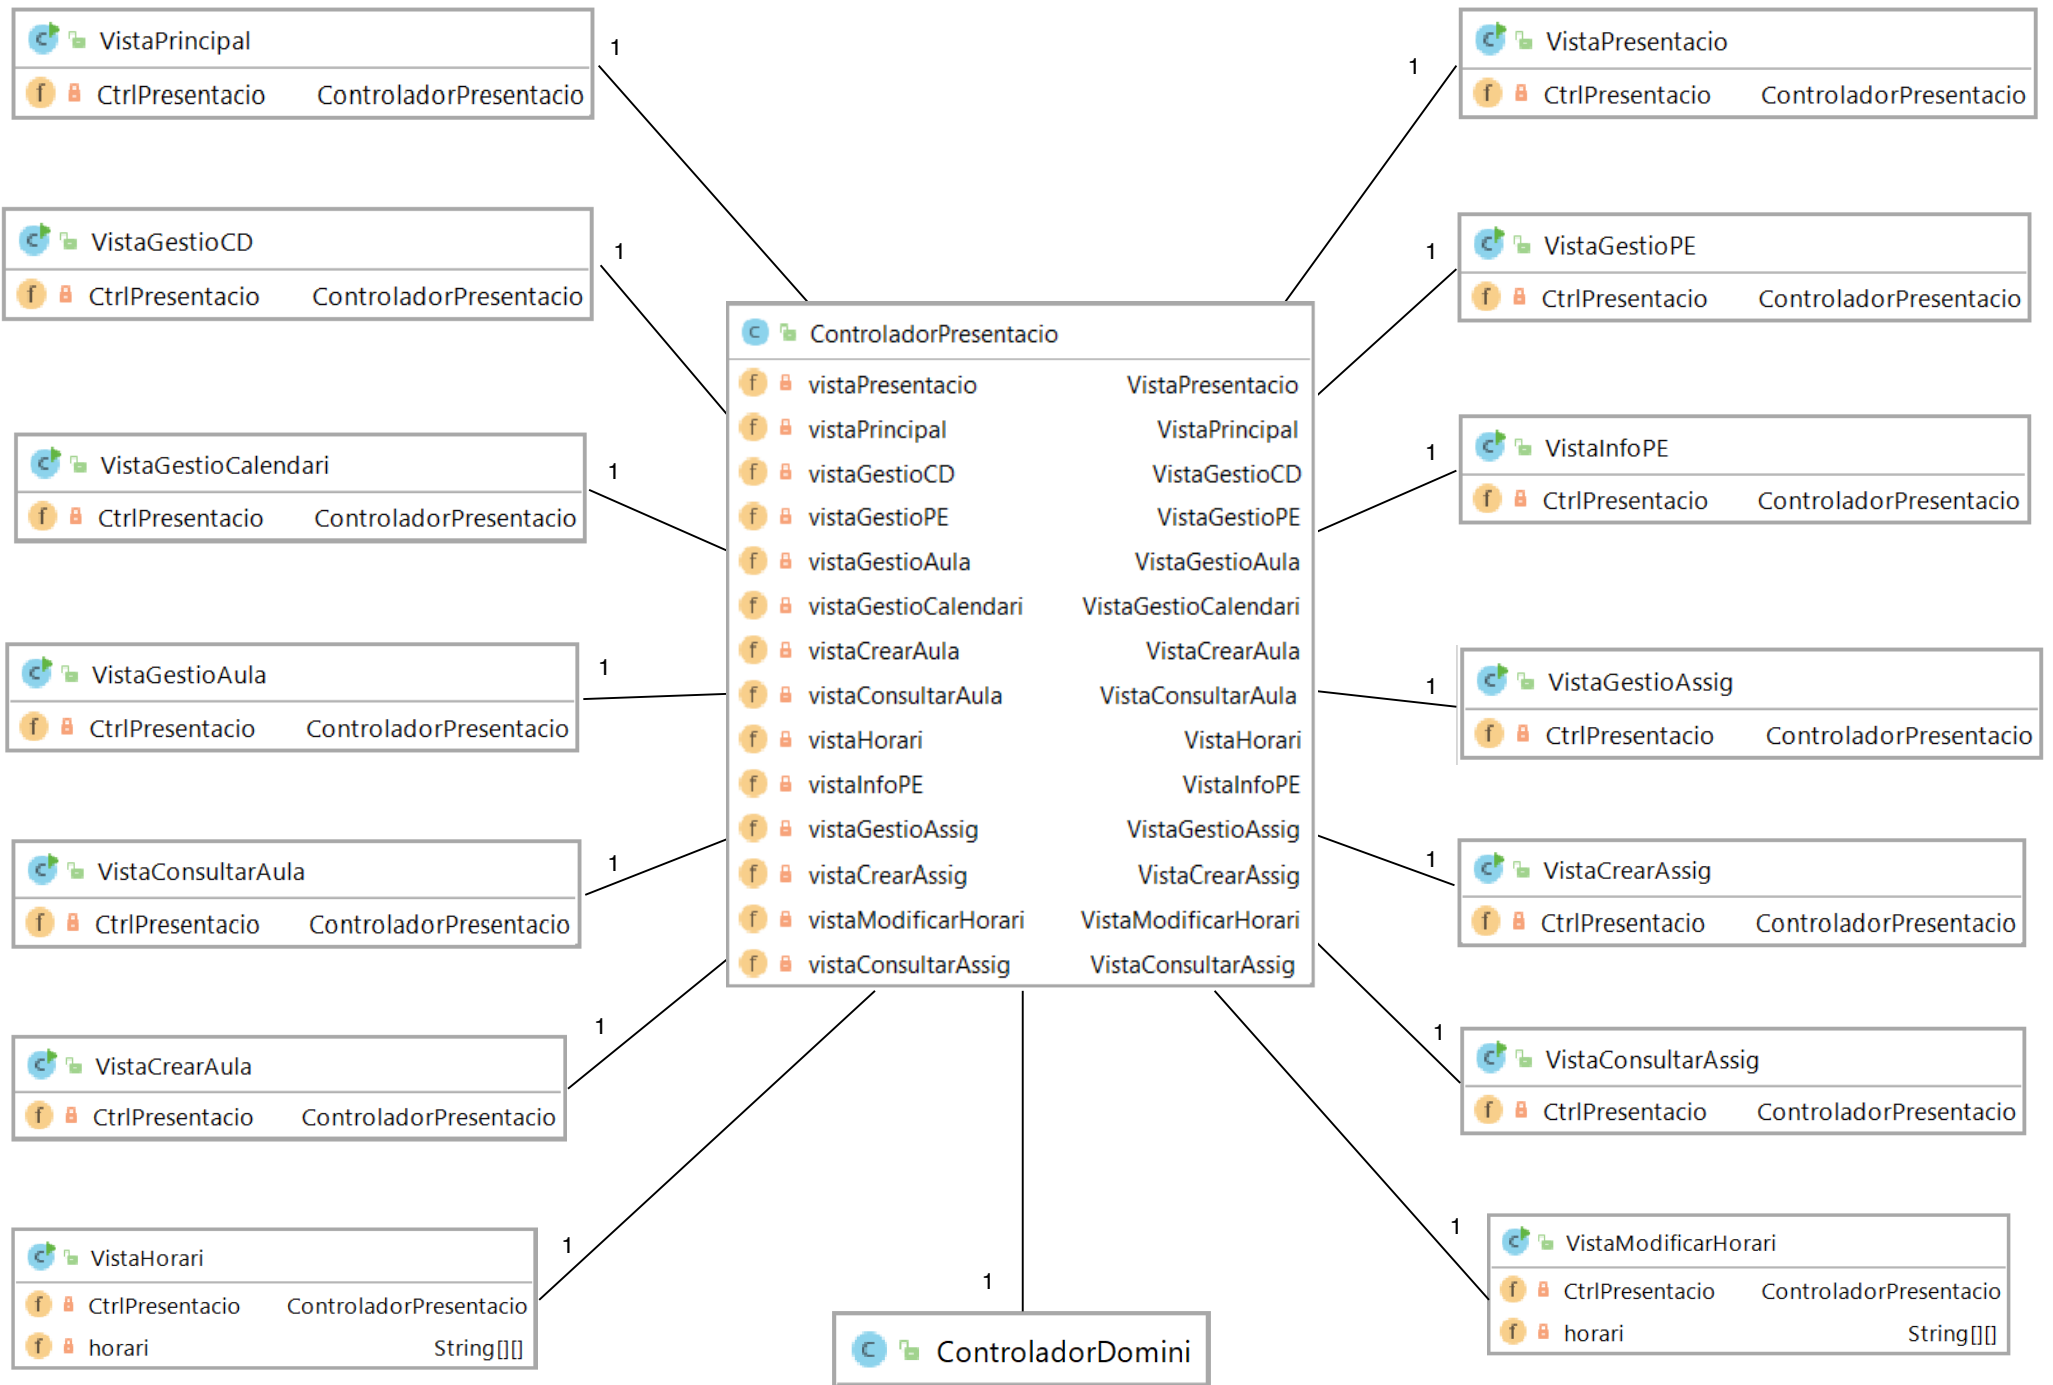 VistaPrincipal
CtrlPresentacio ControladorPresentacio
1
VistaPresentacio
CtrlPresentacio ControladorPresentacio
1
VistaGestioCD
CtrlPresentacio ControladorPresentacio
1
VistaGestioPE
CtrlPresentacio ControladorPresentacio
1
VistaGestioCalendari
CtrlPresentacio ControladorPresentacio
1
VistaInfoPE
CtrlPresentacio ControladorPresentacio
1
ControladorPresentacio
vistaPresentacio VistaPresentacio
vistaPrincipal VistaPrincipal
vistaGestioCD VistaGestioCD
vistaGestioPE VistaGestioPE
vistaGestioAula VistaGestioAula
vistaGestioCalendari VistaGestioCalendari
vistaCrearAula VistaCrearAula
vistaConsultarAula VistaConsultarAula
vistaHorari VistaHorari
vistaInfoPE VistaInfoPE
vistaGestioAssig VistaGestioAssig
vistaCrearAssig VistaCrearAssig
vistaModificarHorari VistaModificarHorari
vistaConsultarAssig VistaConsultarAssig
VistaGestioAula
CtrlPresentacio ControladorPresentacio
1
VistaGestioAssig
CtrlPresentacio ControladorPresentacio
1
VistaConsultarAula
CtrlPresentacio ControladorPresentacio
1
VistaCrearAssig
CtrlPresentacio ControladorPresentacio
1
VistaCrearAula
CtrlPresentacio ControladorPresentacio
1
VistaConsultarAssig
CtrlPresentacio ControladorPresentacio
1
VistaHorari
CtrlPresentacio ControladorPresentacio
horari String[][]
1
1
ControladorDomini
1
VistaModificarHorari
CtrlPresentacio ControladorPresentacio
horari String[][]